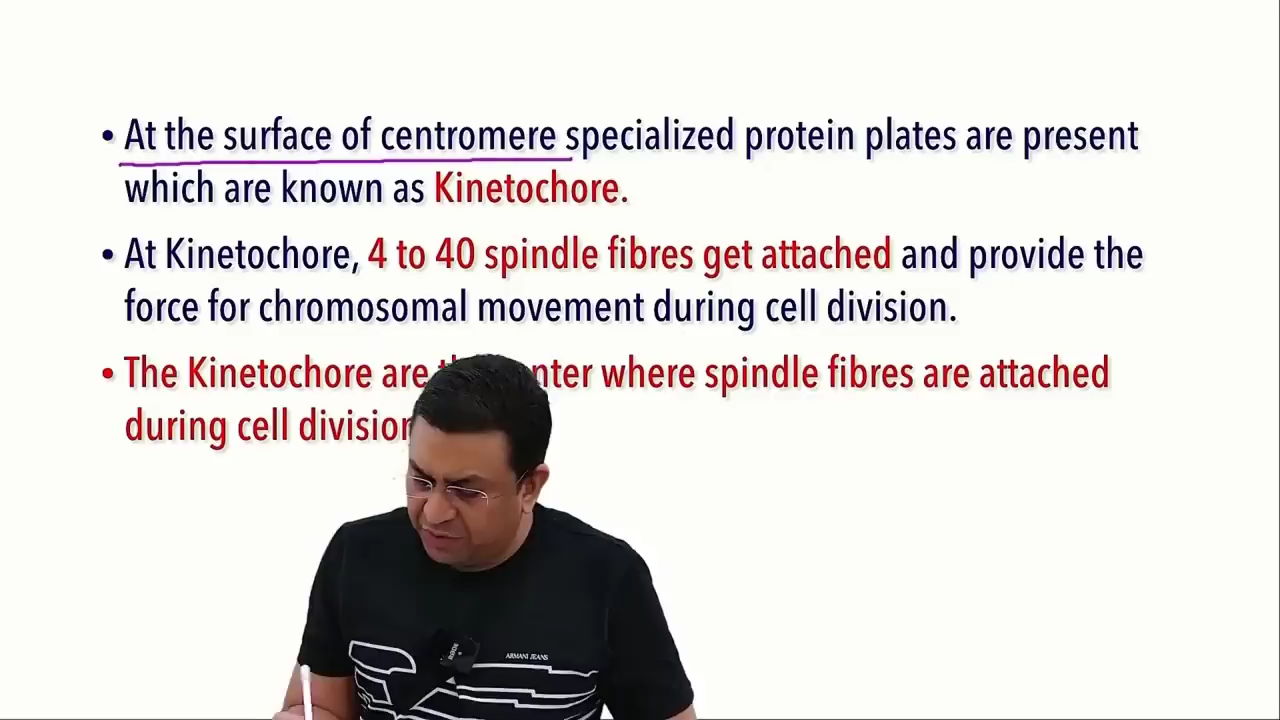 • At the surface of centromere specialized protein plates are present
which are known as Kinetochore.
• At Kinetochore, 4 to 40 spindle fibres get attached and provide the
force for chromosomal movement during cell division.
• The Kinetochore are where spindle fibres are attached
during cell division
ARMANI JEANS
RODE